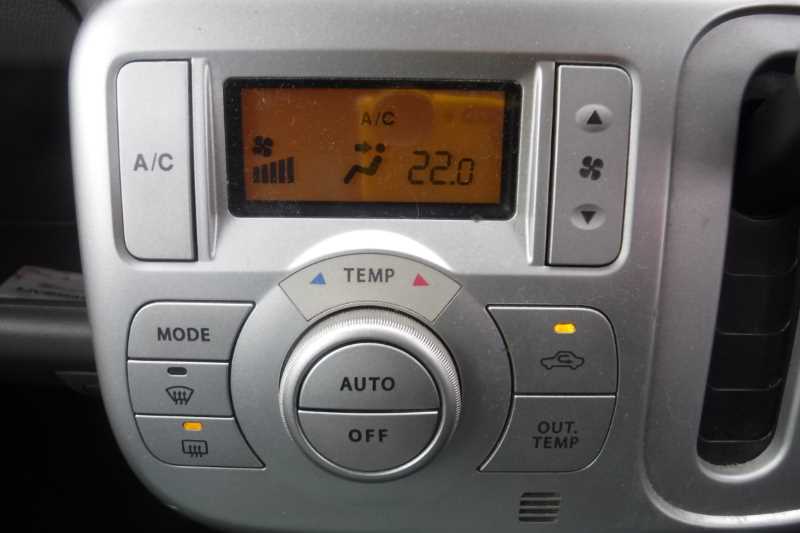 A/C
A/C
22.0
TEMP
MODE
AUTO
OFF
OUT.
TEMP